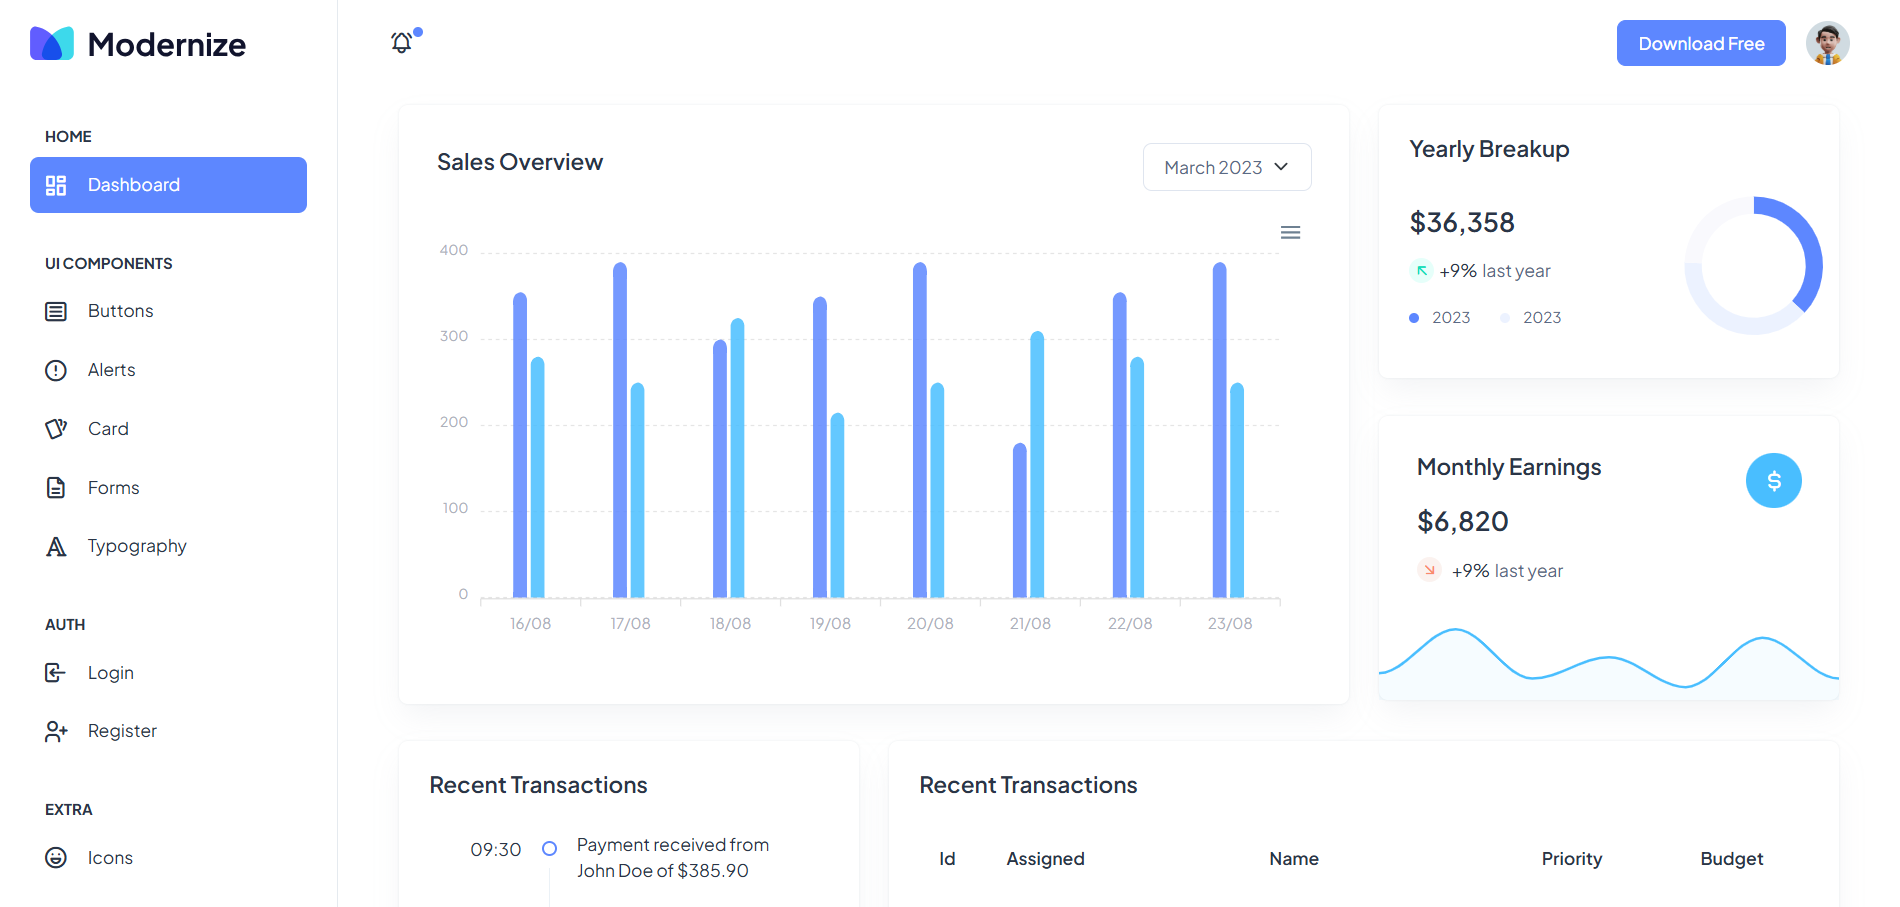 Modernize
Download Free
HOME
Dashboard
UI COMPONENTS
Buttons
Alerts
Card
Forms
Typography
AUTH
Login
Register
EXTRA
Icons
Sales Overview
March 2023
400
300
200
100
0
16/08 17/08 18/08 19/08 20/08 21/08 22/08 23/08
Yearly Breakup
$36,358
+9% last year
2023 2023
Monthly Earnings
$
$6,820
+9% last year
Recent Transactions
09:30 Payment received from
John Doe of $385.90
Recent Transactions
Id Assigned Name Priority Budget